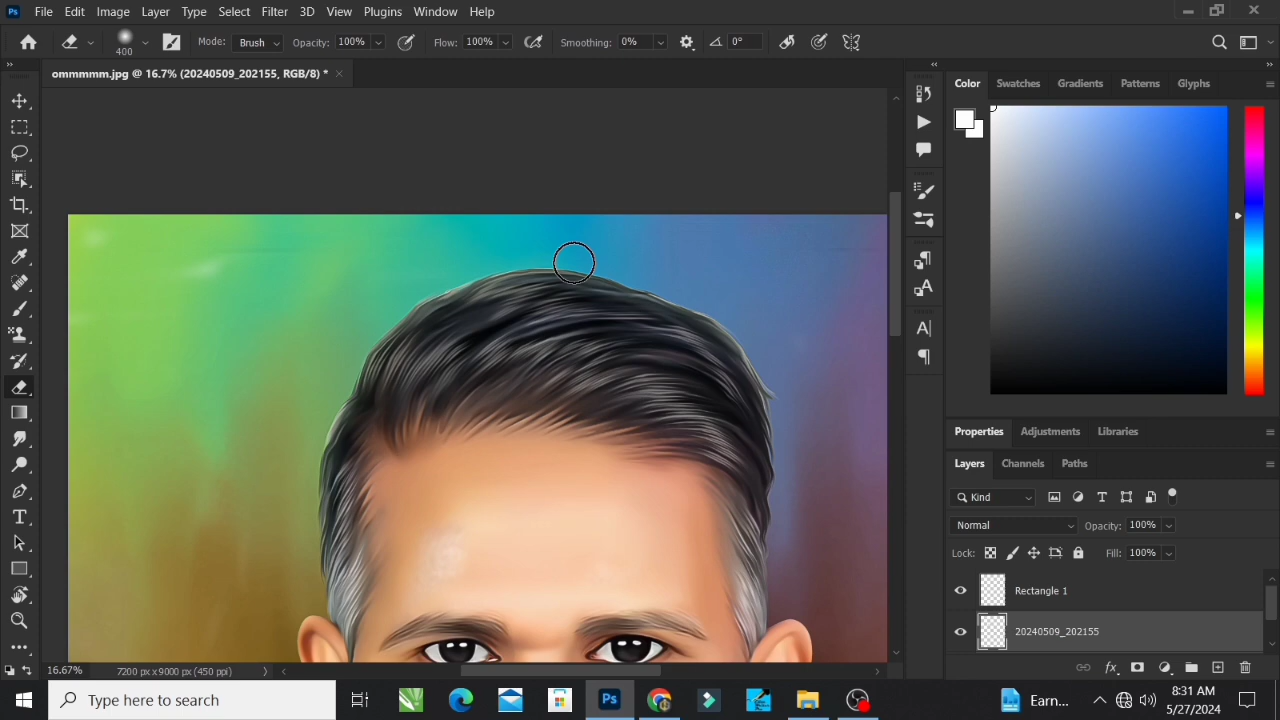 Ps File Edit Image Layer Type Select Filter 3D View Plugins Window Help
400 Mode: Brush Opacity: 100% Flow: 100% Smoothing: 0% 0°
ommmmm.jpg @ 16.7% (20240509_202155, RGB/8) *
Color Swatches Gradients Patterns Glyphs
Properties Adjustments Libraries
Layers Channels Paths
Kind
Normal Opacity: 100%
Lock: Fill: 100%
Rectangle 1
20240509_202155
16.67% 7200 px x 9000 px (450 ppi)
Type here to search
Ps
Earn...
8:31 AM
5/27/2024